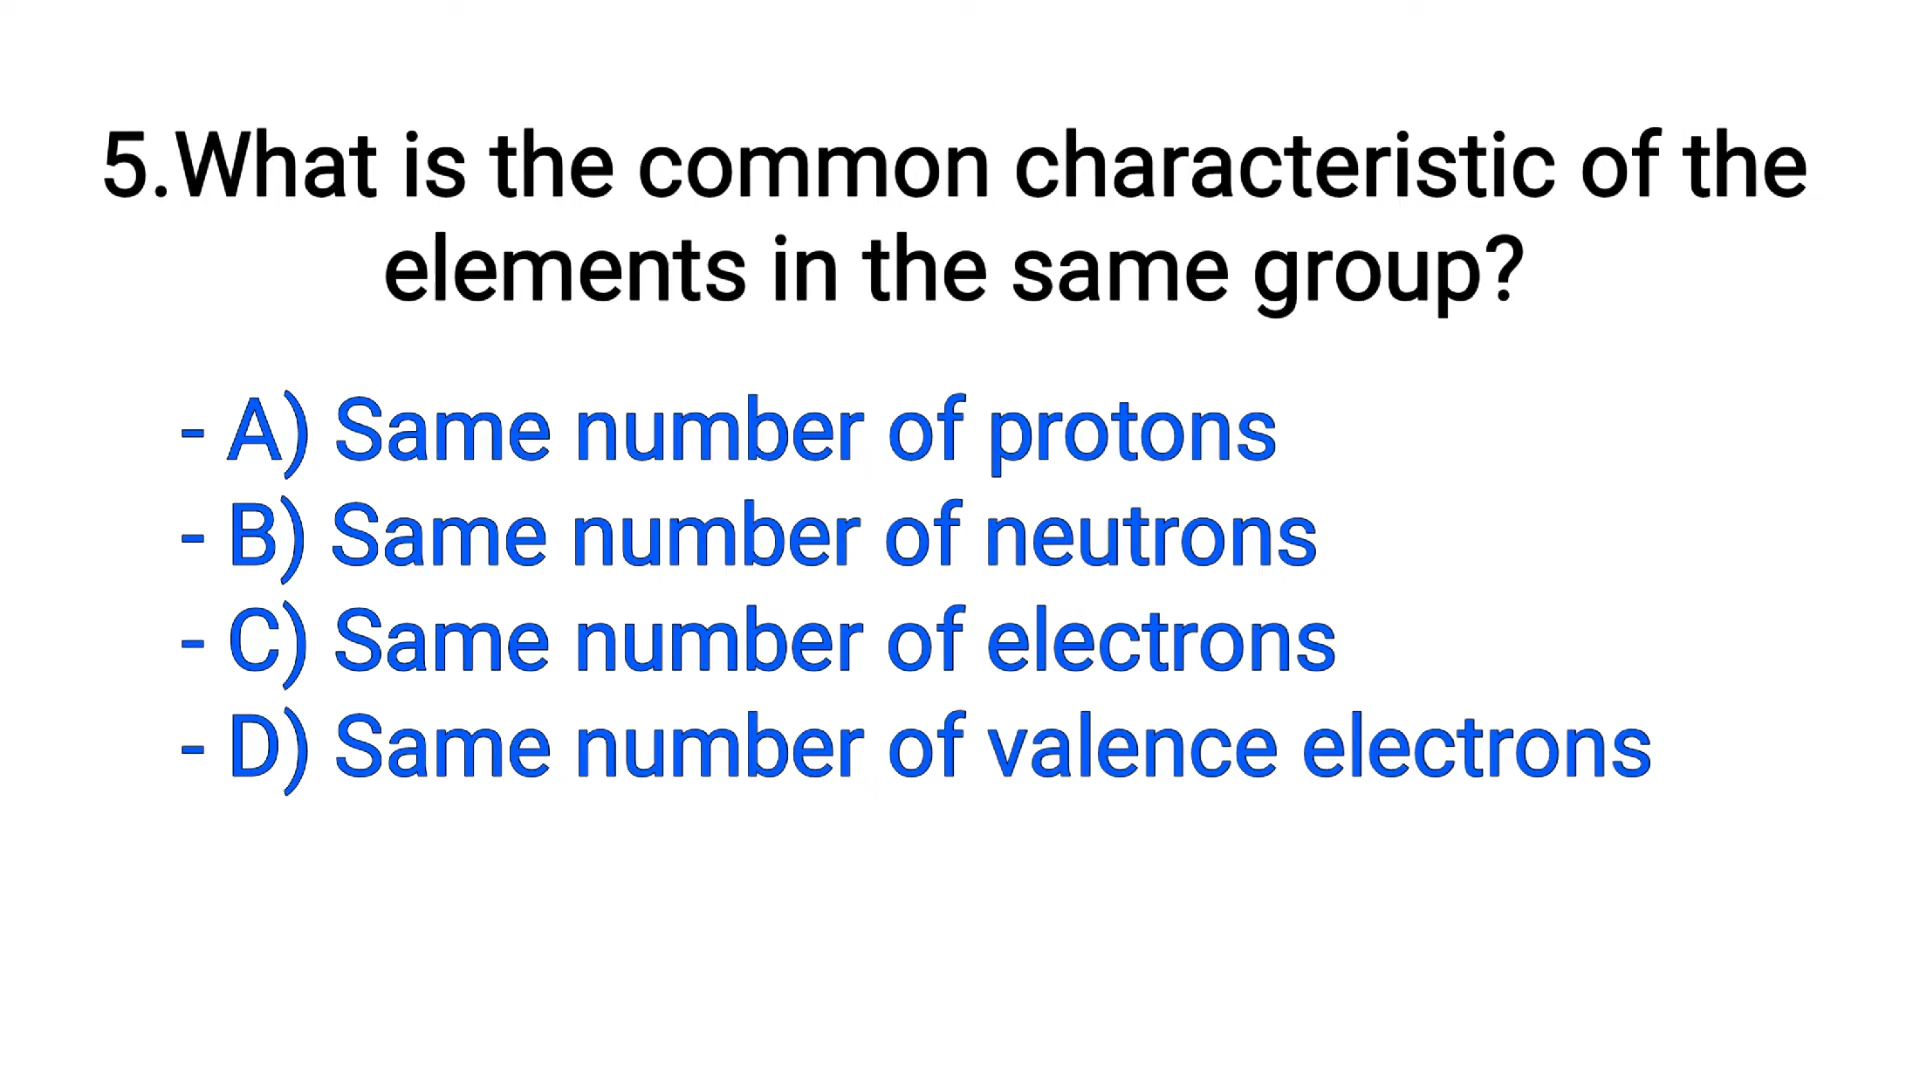 5.What is the common characteristic of the
elements in the same group?
- A) Same number of protons
- B) Same number of neutrons
- C) Same number of electrons
- D) Same number of valence electrons